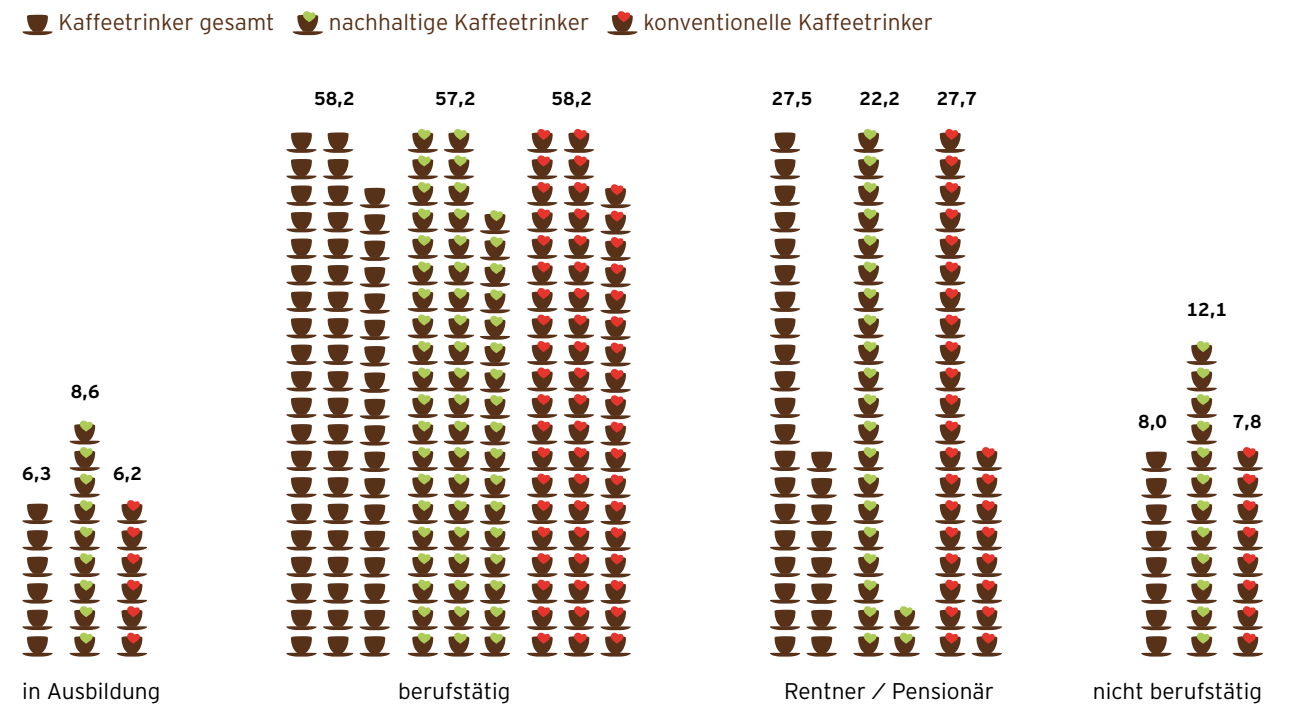 Kaffeetrinker gesamt nachhaltige Kaffeetrinker konventionelle Kaffeetrinker
58,2 57,2 58,2 27,5 22,2 27,7
12,1
8,6
8,0 7,8
6,3 6,2
in Ausbildung berufstätig Rentner / Pensionär nicht berufstätig